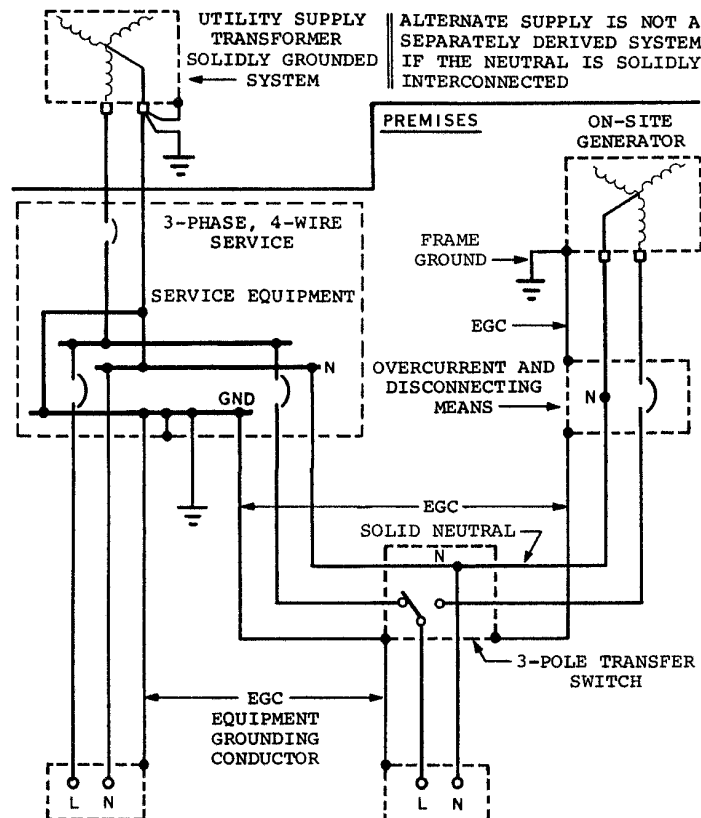 UTILITY SUPPLY
TRANSFORMER
SOLIDLY GROUNDED
SYSTEM
ALTERNATE SUPPLY IS NOT A
SEPARATELY DERIVED SYSTEM
IF THE NEUTRAL IS SOLIDLY
INTERCONNECTED
PREMISES
ON-SITE
GENERATOR
3-PHASE, 4-WIRE
SERVICE
FRAME
GROUND
SERVICE EQUIPMENT
EGC
N
OVERCURRENT AND
DISCONNECTING
MEANS
N
GND
EGC
SOLID NEUTRAL
N
3-POLE TRANSFER
SWITCH
EGC
EQUIPMENT
GROUNDING
CONDUCTOR
L N
L N